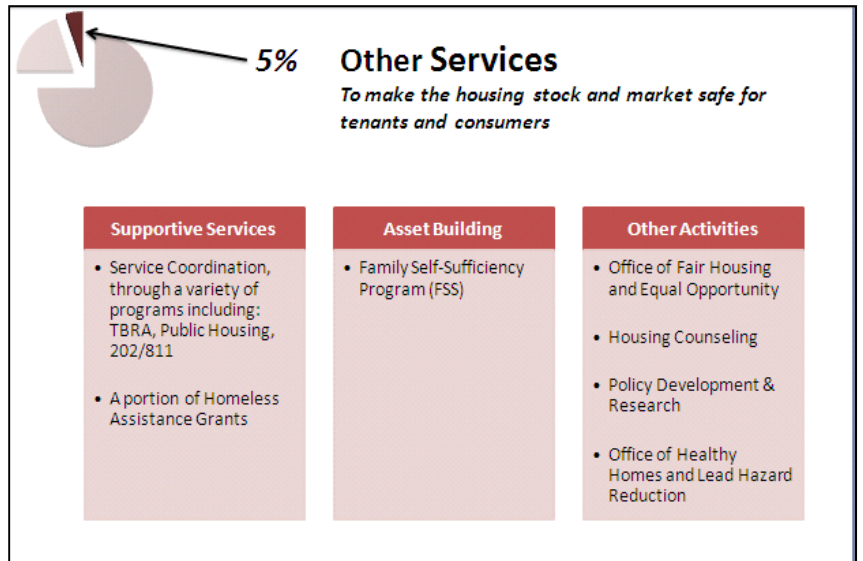 5%
Other Services
To make the housing stock and market safe for
tenants and consumers
Supportive Services
• Service Coordination,
through a variety of
programs including:
TBRA, Public Housing,
202/811
• A portion of Homeless
Assistance Grants
Asset Building
• Family Self-Sufficiency
Program (FSS)
Other Activities
• Office of Fair Housing
and Equal Opportunity
• Housing Counseling
• Policy Development &
Research
• Office of Healthy
Homes and Lead Hazard
Reduction